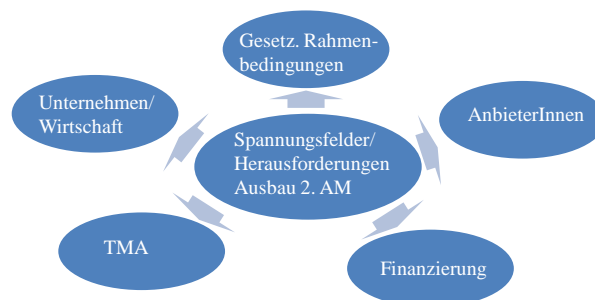 Gesetz. Rahmen-
bedingungen
Unternehmen/
Wirtschaft
AnbieterInnen
Spannungsfelder/
Herausforderungen
Ausbau 2. AM
TMA
Finanzierung